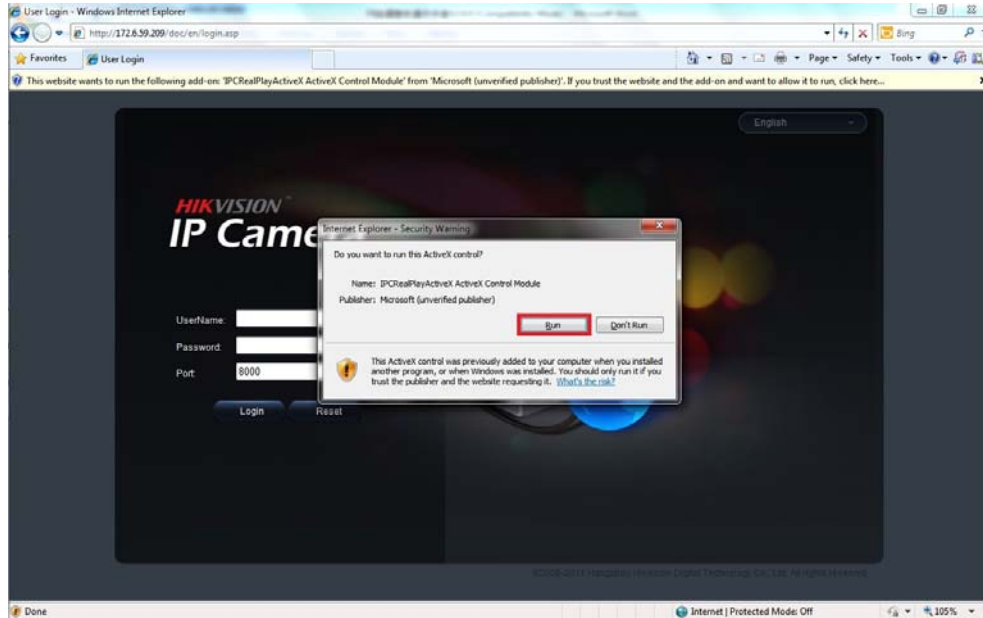 User Login - Windows Internet Explorer
http://172.6.59.209/doc/en/login.asp
Bing
Favorites
User Login
Page
Safety
Tools
This website wants to run the following add-on: 'IPCRealPlayActiveX ActiveX Control Module' from 'Microsoft (unverified publisher)'. If you trust the website and the add-on and want to allow it to run, click here...
English
HIKVISION
IP Came
Internet Explorer - Security Warning
Do you want to run this ActiveX control?
Name: IPCRealPlayActiveX ActiveX Control Module
Publisher: Microsoft (unverified publisher)
Run
Don't Run
This ActiveX control was previously added to your computer when you installed
another program, or when Windows was installed. You should only run it if you
trust the publisher and the website requesting it. What's the risk?
UserName:
Password:
Port 8000
Login
Reset
Done
Internet | Protected Mode: Off
105%